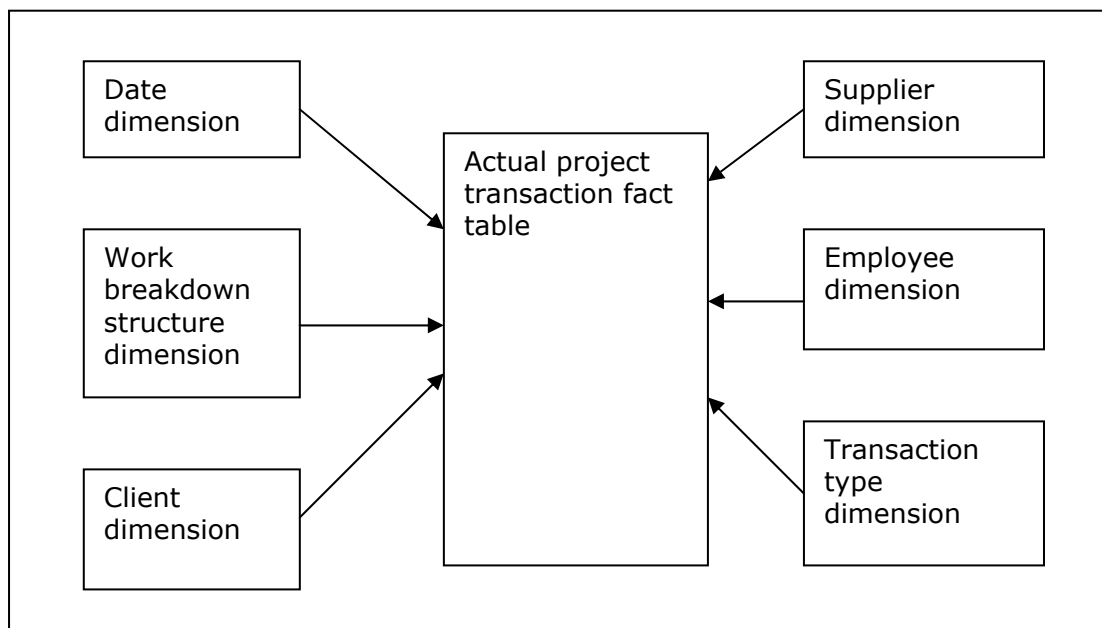 Date
dimension
Work
breakdown
structure
dimension
Client
dimension
Actual project
transaction fact
table
Supplier
dimension
Employee
dimension
Transaction
type
dimension